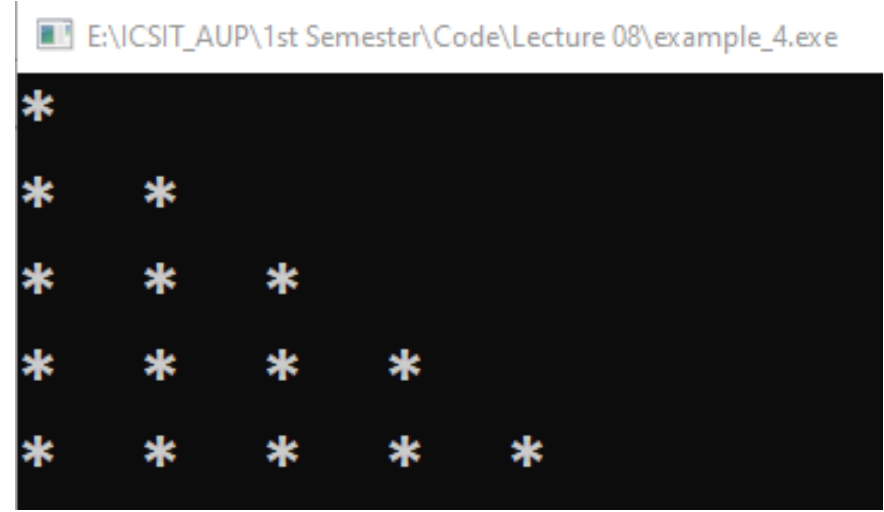 E:\ICSIT_AUP\1st Semester\Code\Lecture 08\example_4.exe
*
* *
* * *
* * * *
* * * * *